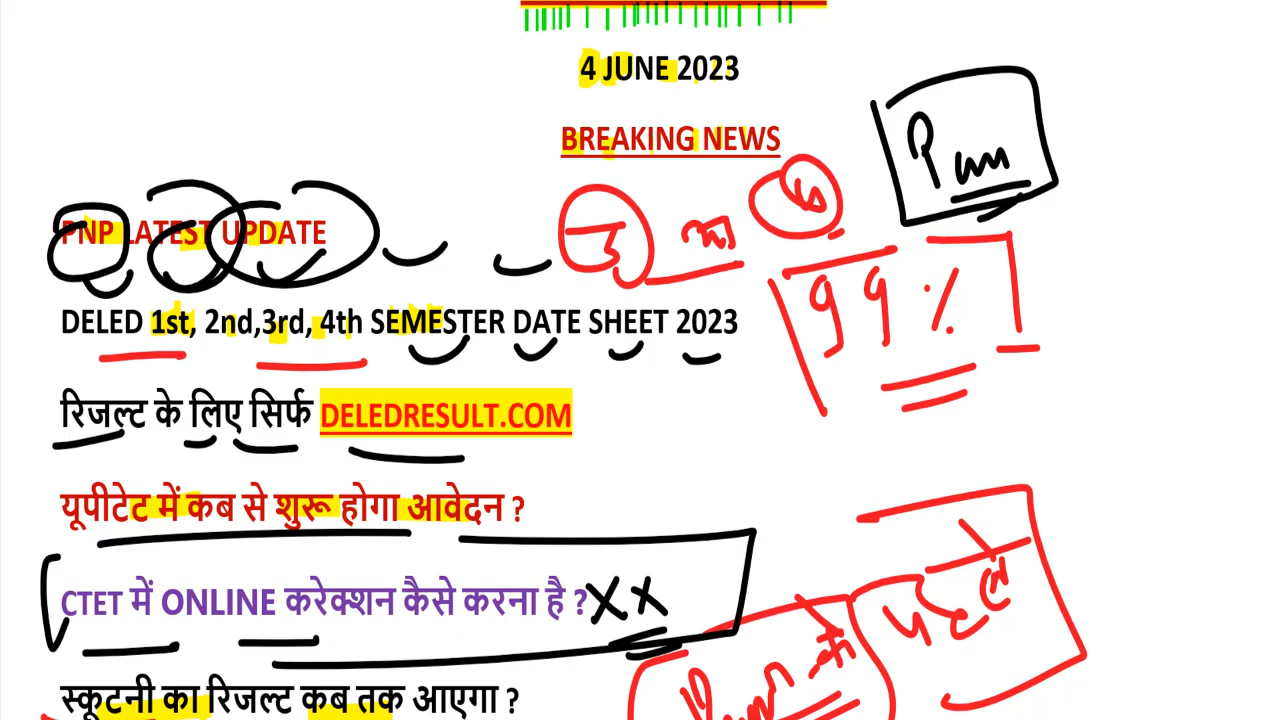 4 JUNE 2023
BREAKING NEWS
PNP LATEST UPDATE
DELED 1st, 2nd,3rd, 4th SEMESTER DATE SHEET 2023
99%
रिजल्ट के लिए सिर्फ DELEDRESULT.COM
यूपीटेट में कब से शुरू होगा आवेदन ?
CTET में ONLINE करेक्शन कैसे करना है ?
पहले
स्कूटनी का रिजल्ट कब तक आएगा ?